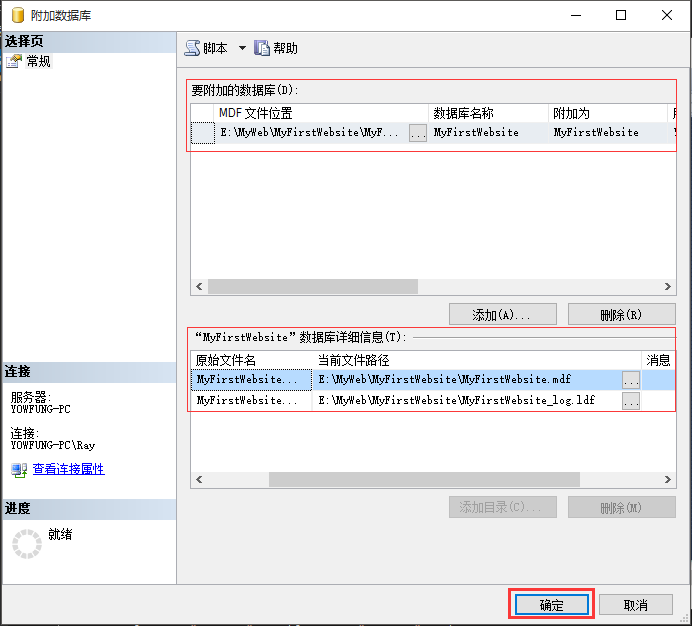 附加数据库
选择页
常规
脚本 帮助
要附加的数据库(D):
MDF 文件位置 数据库名称 附加为
E:\MyWeb\MyFirstWebsite\MyF... ... MyFirstWebsite MyFirstWebsite
添加(A)... 删除(R)
“MyFirstWebsite”数据库详细信息(T):
原始文件名 当前文件路径 消息
MyFirstWebsite... E:\MyWeb\MyFirstWebsite\MyFirstWebsite.mdf ...
MyFirstWebsite... E:\MyWeb\MyFirstWebsite\MyFirstWebsite_log.ldf ...
添加目录(C)... 删除(M)
连接
服务器:
YOWFUNG-PC
连接:
YOWFUNG-PC\Ray
查看连接属性
进度
就绪
确定 取消